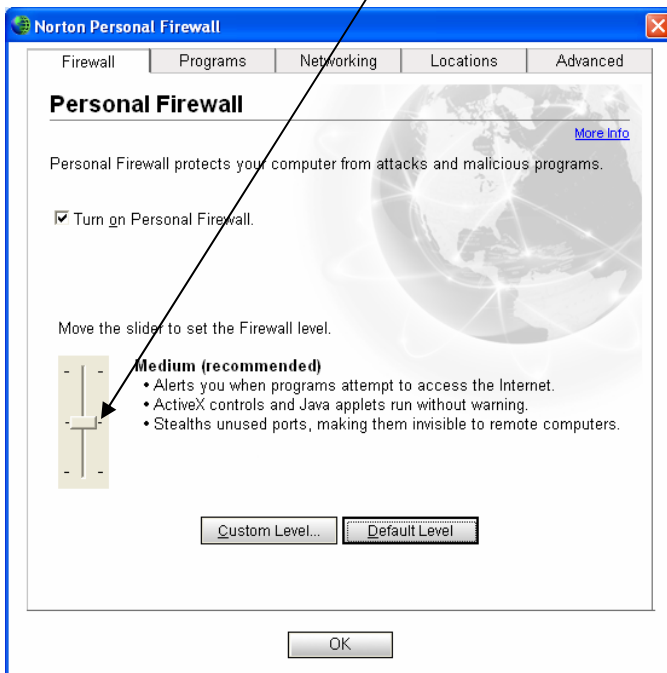 Norton Personal Firewall
Firewall Programs Networking Locations Advanced
Personal Firewall
More Info
Personal Firewall protects your computer from attacks and malicious programs.
Turn on Personal Firewall.
Move the slider to set the Firewall level.
Medium (recommended)
• Alerts you when programs attempt to access the Internet.
• ActiveX controls and Java applets run without warning.
• Stealths unused ports, making them invisible to remote computers.
Custom Level... Default Level
OK